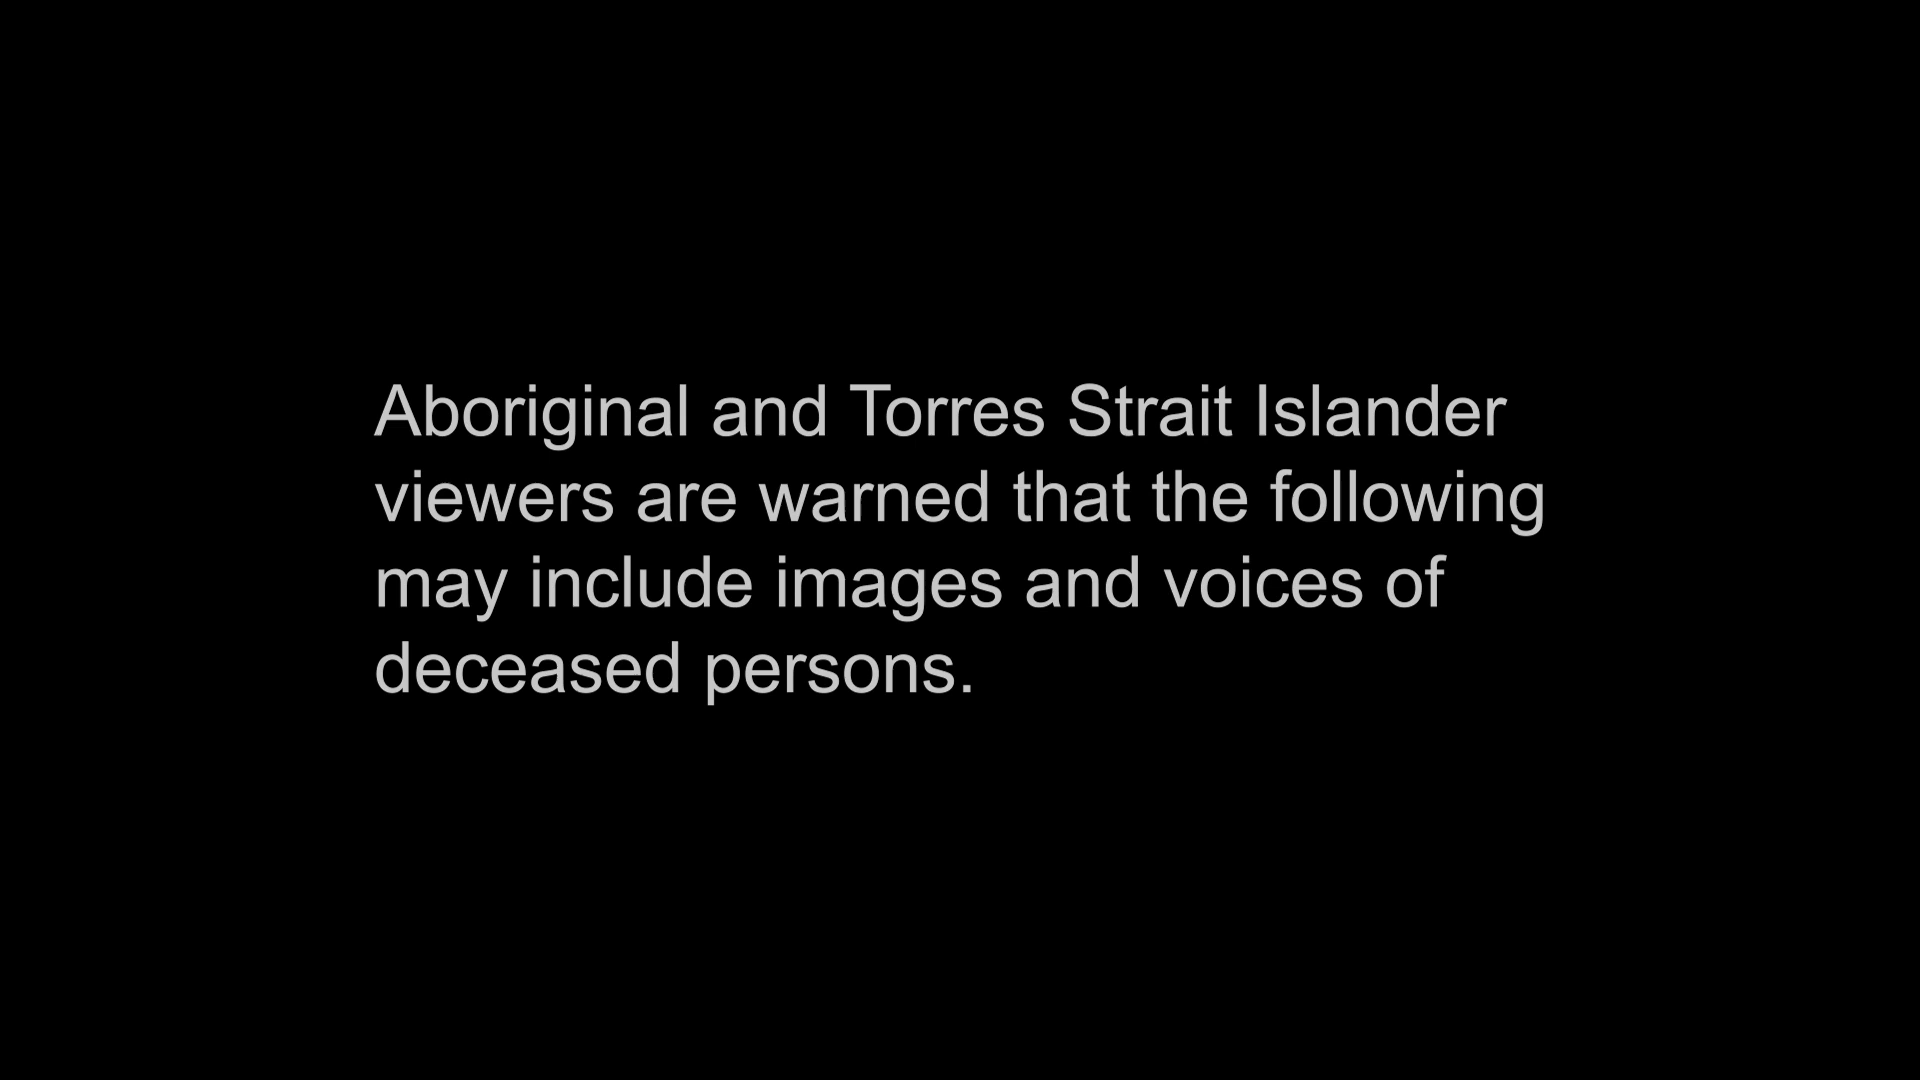 Aboriginal and Torres Strait Islander
viewers are warned that the following
may include images and voices of
deceased persons.